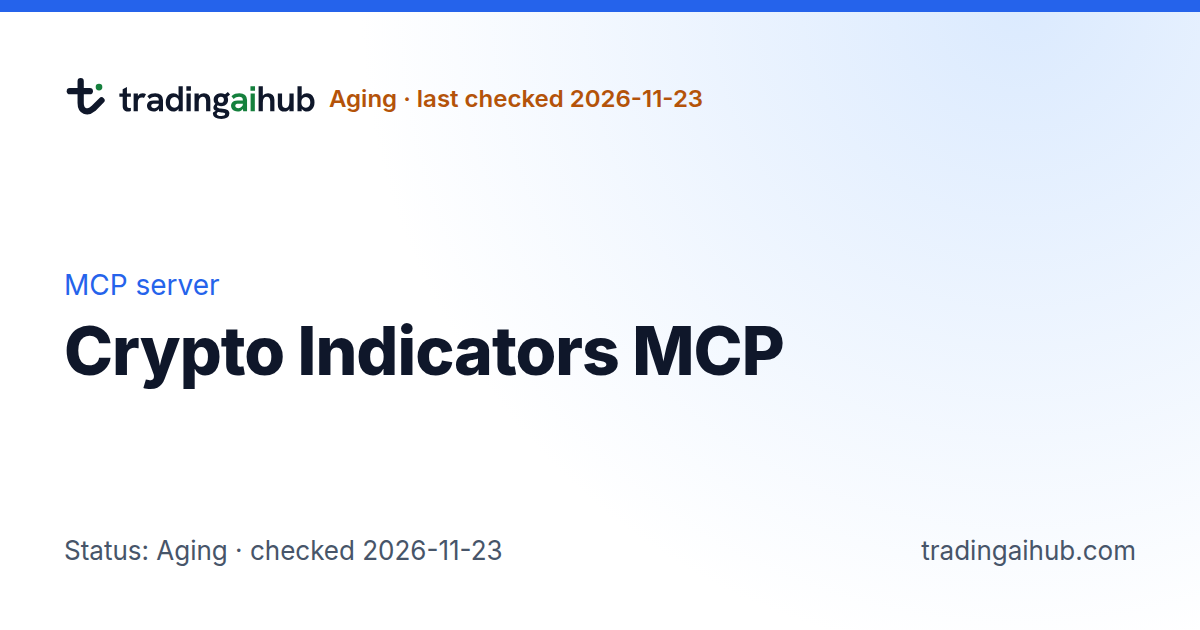 tradingaihub Aging · last checked 2026-11-23
MCP server
Crypto Indicators MCP
Status: Aging · checked 2026-11-23
tradingaihub.com